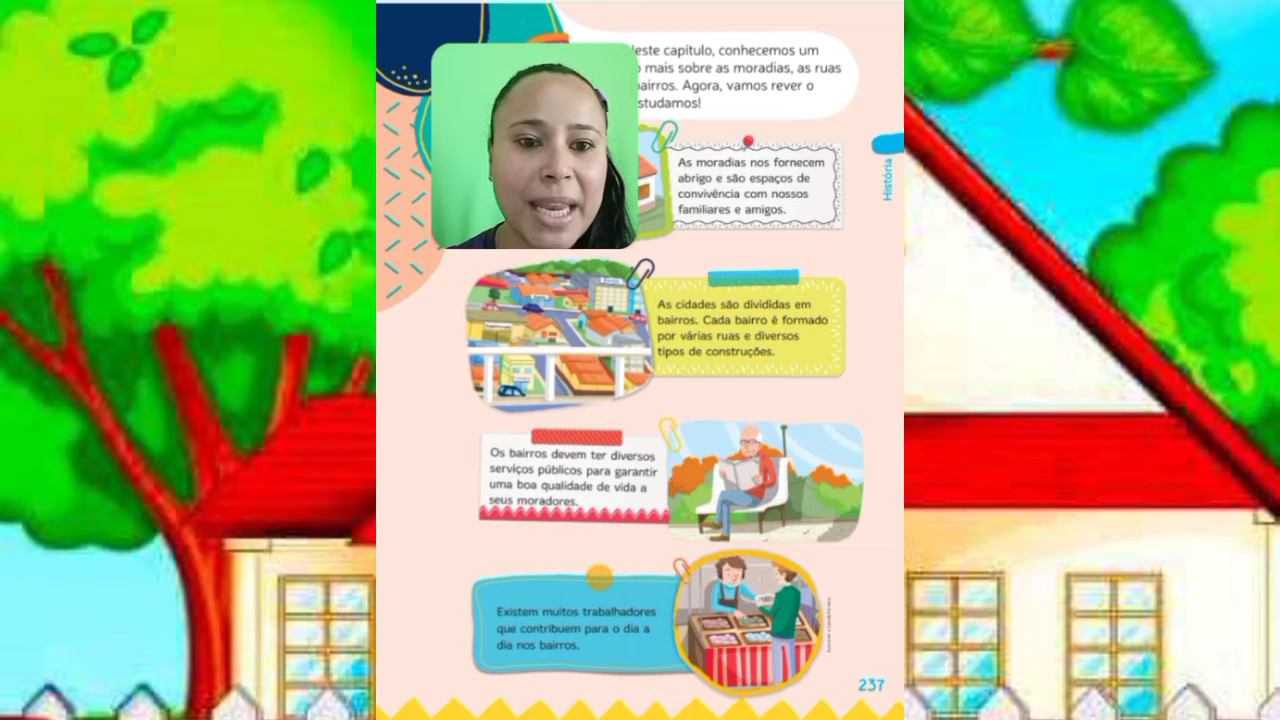 este capítulo, conhecemos um
mais sobre as moradias, as ruas
bairros. Agora, vamos rever o
studamos!
As moradias nos fornecem
abrigo e são espaços de
convivência com nossos
familiares e amigos.
História
As cidades são divididas em
bairros. Cada bairro é formado
por várias ruas e diversos
tipos de construções.
Os bairros devem ter diversos
serviços públicos para garantir
uma boa qualidade de vida a
seus moradores.
Existem muitos trabalhadores
que contribuem para o dia a
dia nos bairros.
237